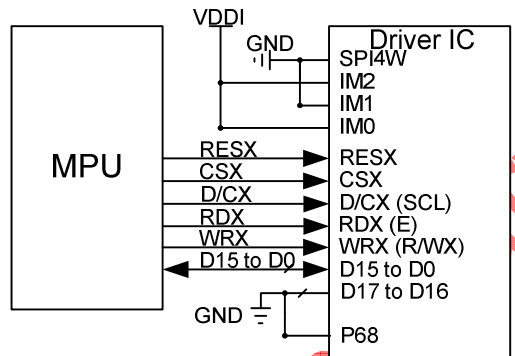 VDDI
Driver IC
GND
SPI4W
IM2
IM1
IM0
MPU
RESX
RESX
CSX
CSX
D/CX
D/CX (SCL)
RDX
RDX (E)
WRX
WRX (R/WX)
D15 to D0
D15 to D0
D17 to D16
GND
P68